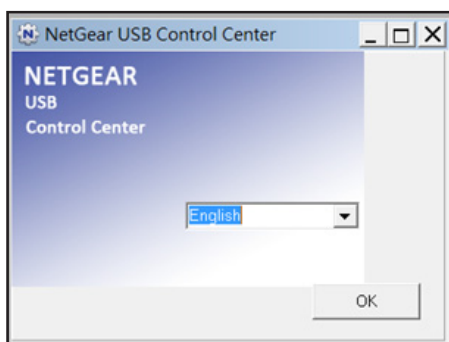 NetGear USB Control Center
NETGEAR
USB
Control Center
English
OK